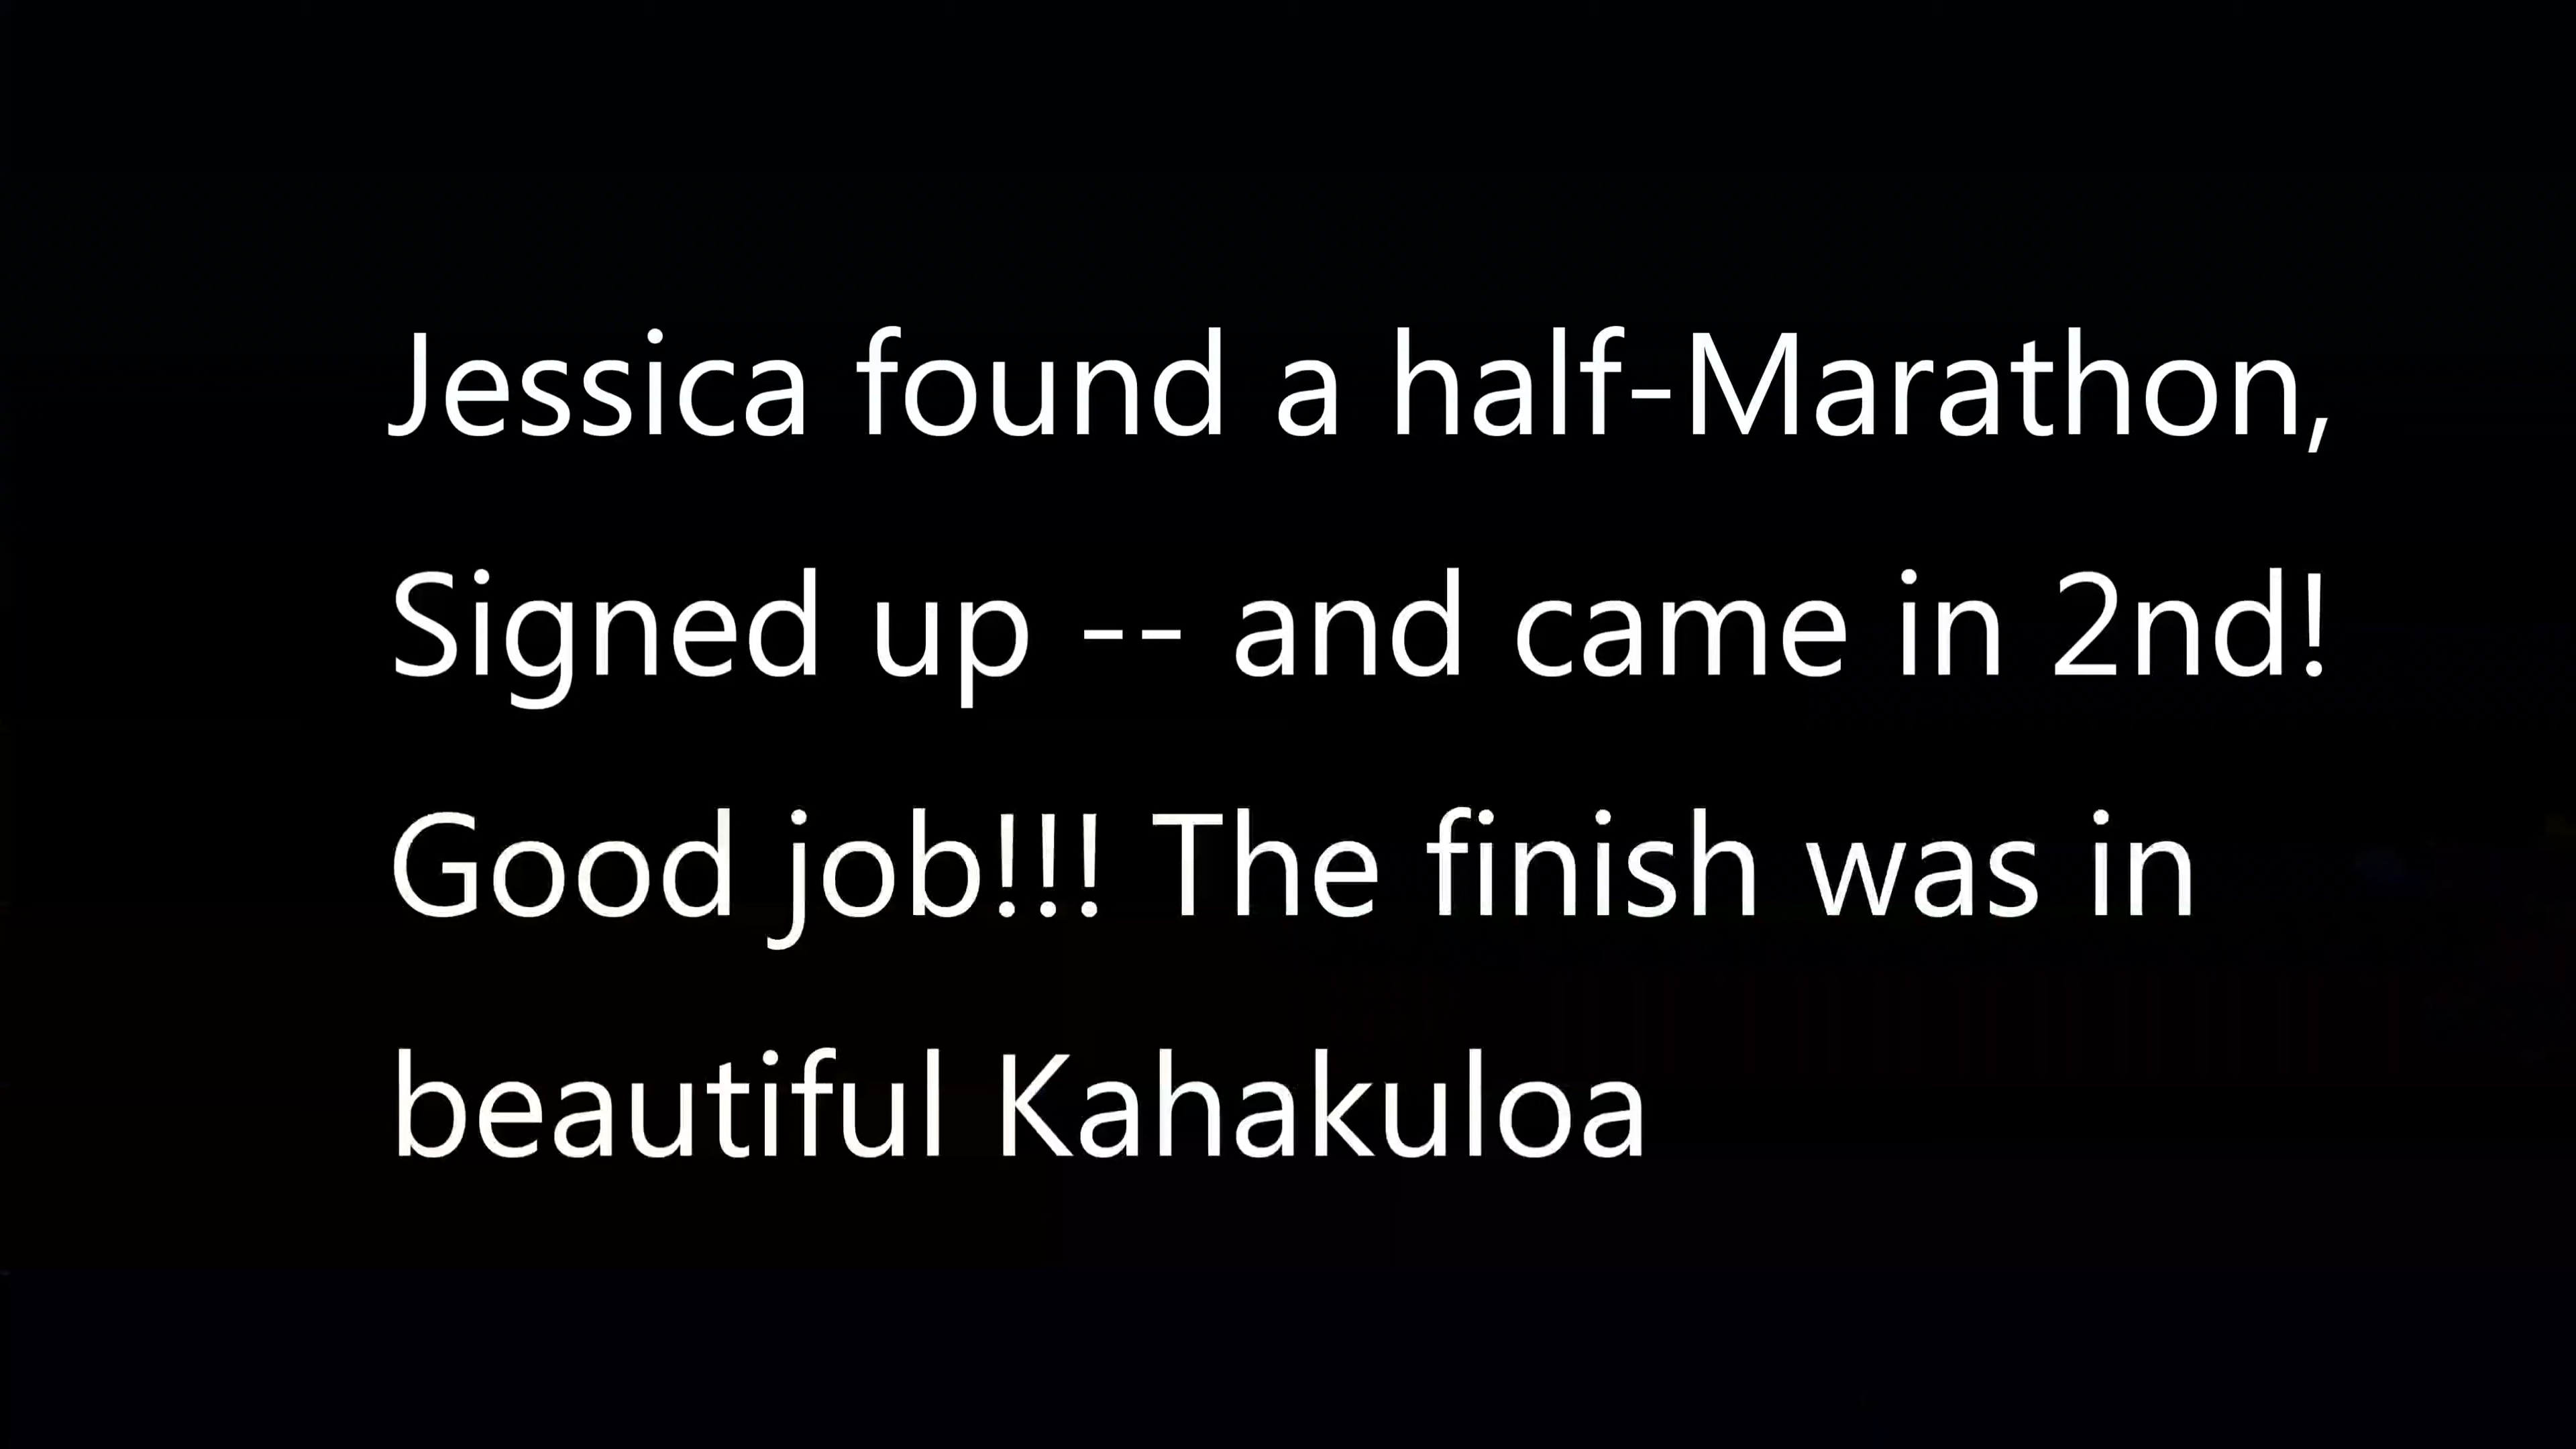 Jessica found a half-Marathon,
Signed up -- and came in 2nd!
Good job!!! The finish was in
beautiful Kahakuloa